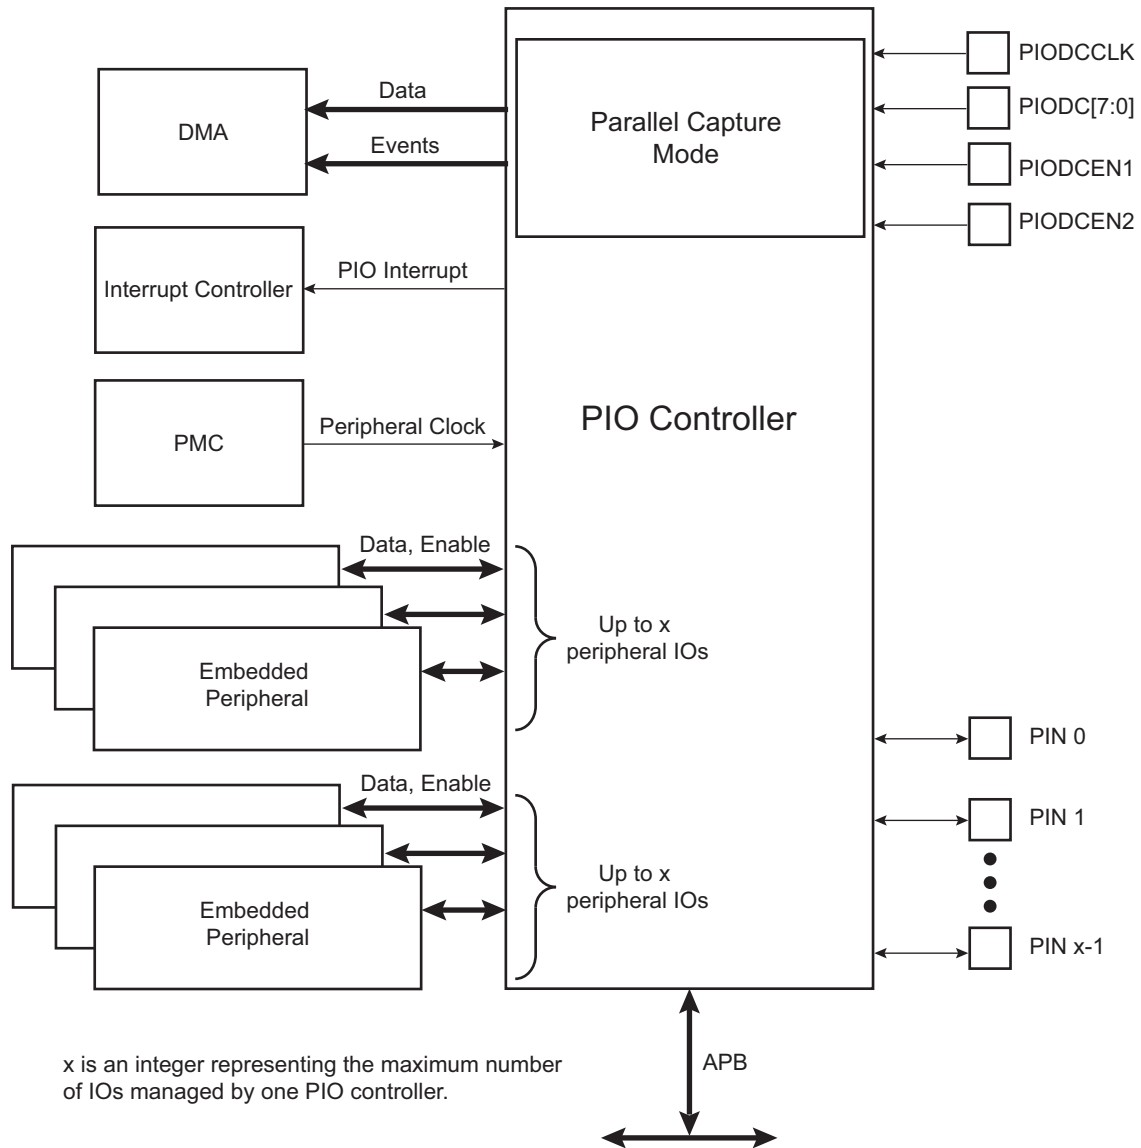 PIODCCLK
Data
Parallel Capture
Mode
PIODC[7:0]
DMA
Events
PIODCEN1
PIODCEN2
PIO Interrupt
Interrupt Controller
PIO Controller
Peripheral Clock
PMC
Data, Enable
Up to x
peripheral IOs
Embedded
Peripheral
PIN 0
Data, Enable
PIN 1
Up to x
peripheral IOs
Embedded
Peripheral
PIN x-1
x is an integer representing the maximum number
of IOs managed by one PIO controller.
APB